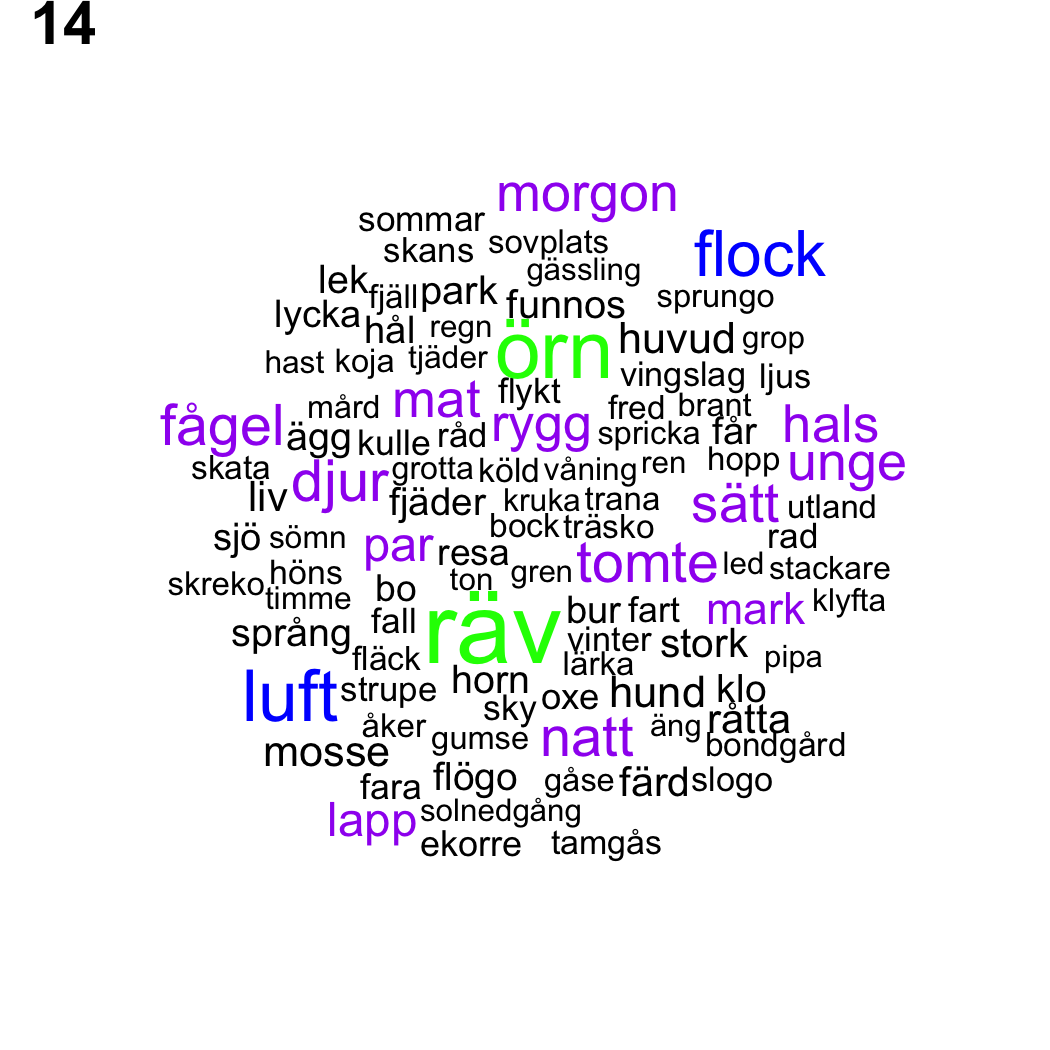 14
morgon
sommar
skans sovplats flock
gässling
lek fjäll park funnos sprungo
lycka hål regn örn huvud grop
hast koja tjäder vingslag ljus
mård mat flykt fred brant
fågel ägg kulle råd rygg spricka får hals
skata djur grotta köld våning ren hopp unge
liv fjäder kruka trana sätt utland
bock träsko
sjö sömn par resa rad
skreko höns ton gren tomte led stackare
timme bo klyfta
språng fall räv bur fart mark
fläck vinter stork pipa
lärka
luft strupe horn oxe hund klo
åker sky äng råtta
mosse gumse natt bondgård
fara flögo gåse färd slogo
lapp solnedgång
ekorre tamgås